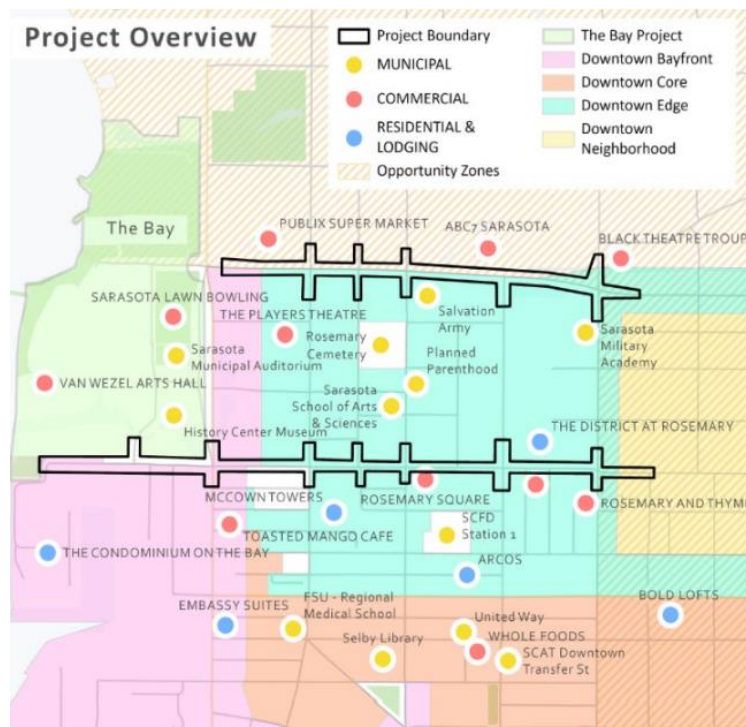 Project Overview
Project Boundary
MUNICIPAL
COMMERCIAL
RESIDENTIAL &
LODGING
Opportunity Zones
The Bay Project
Downtown Bayfront
Downtown Core
Downtown Edge
Downtown
Neighborhood
The Bay
PUBLIX SUPER MARKET
ABC7 SARASOTA
BLACK THEATRE TROUP
SARASOTA LAWN BOWLING
THE PLAYERS THEATRE
Salvation
Army
Rosemary
Cemetery
Sarasota
Military
Academy
Sarasota
Municipal Auditorium
Planned
Parenthood
VAN WEZEL ARTS HALL
Sarasota
School of Arts
& Sciences
History Center Museum
THE DISTRICT AT ROSEMARY
MCCOWN TOWERS
ROSEMARY SQUARE
ROSEMARY AND THYM
TOASTED MANGO CAFE
SCFD
Station 1
THE CONDOMINIUM ON THE BAY
ARCOS
EMBASSY SUITES
FSU - Regional
Medical School
BOLD LOFTS
United Way
Selby Library
WHOLE FOODS
SCAT Downtown
Transfer St